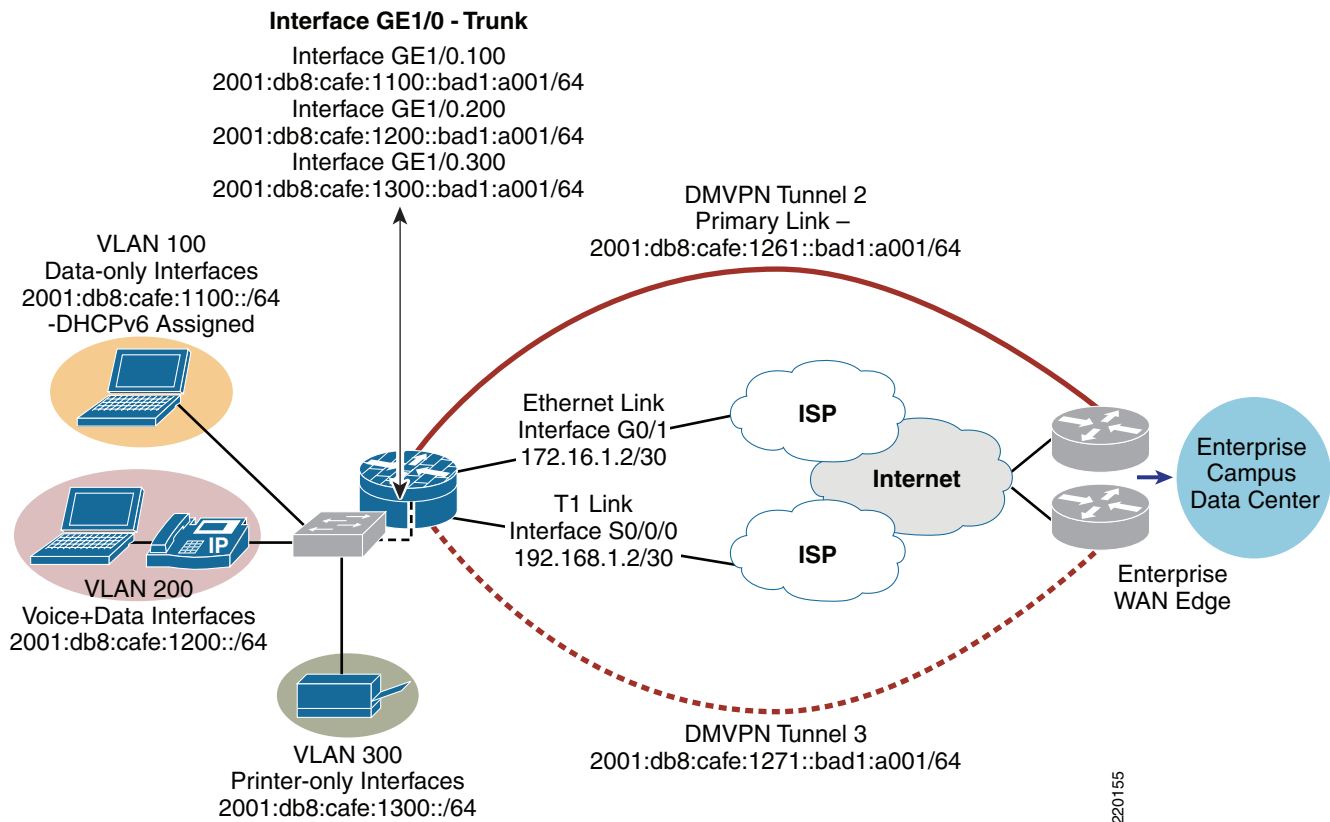 Interface GE1/0 - Trunk
Interface GE1/0.100
2001:db8:cafe:1100::bad1:a001/64
Interface GE1/0.200
2001:db8:cafe:1200::bad1:a001/64
Interface GE1/0.300
2001:db8:cafe:1300::bad1:a001/64
DMVPN Tunnel 2
Primary Link –
2001:db8:cafe:1261::bad1:a001/64
VLAN 100
Data-only Interfaces
2001:db8:cafe:1100::/64
-DHCPv6 Assigned
Ethernet Link
Interface G0/1
172.16.1.2/30
ISP
Internet
Enterprise
Campus
Data Center
T1 Link
Interface S0/0/0
192.168.1.2/30
ISP
IP
VLAN 200
Voice+Data Interfaces
2001:db8:cafe:1200::/64
Enterprise
WAN Edge
VLAN 300
Printer-only Interfaces
2001:db8:cafe:1300::/64
DMVPN Tunnel 3
2001:db8:cafe:1271::bad1:a001/64
220155